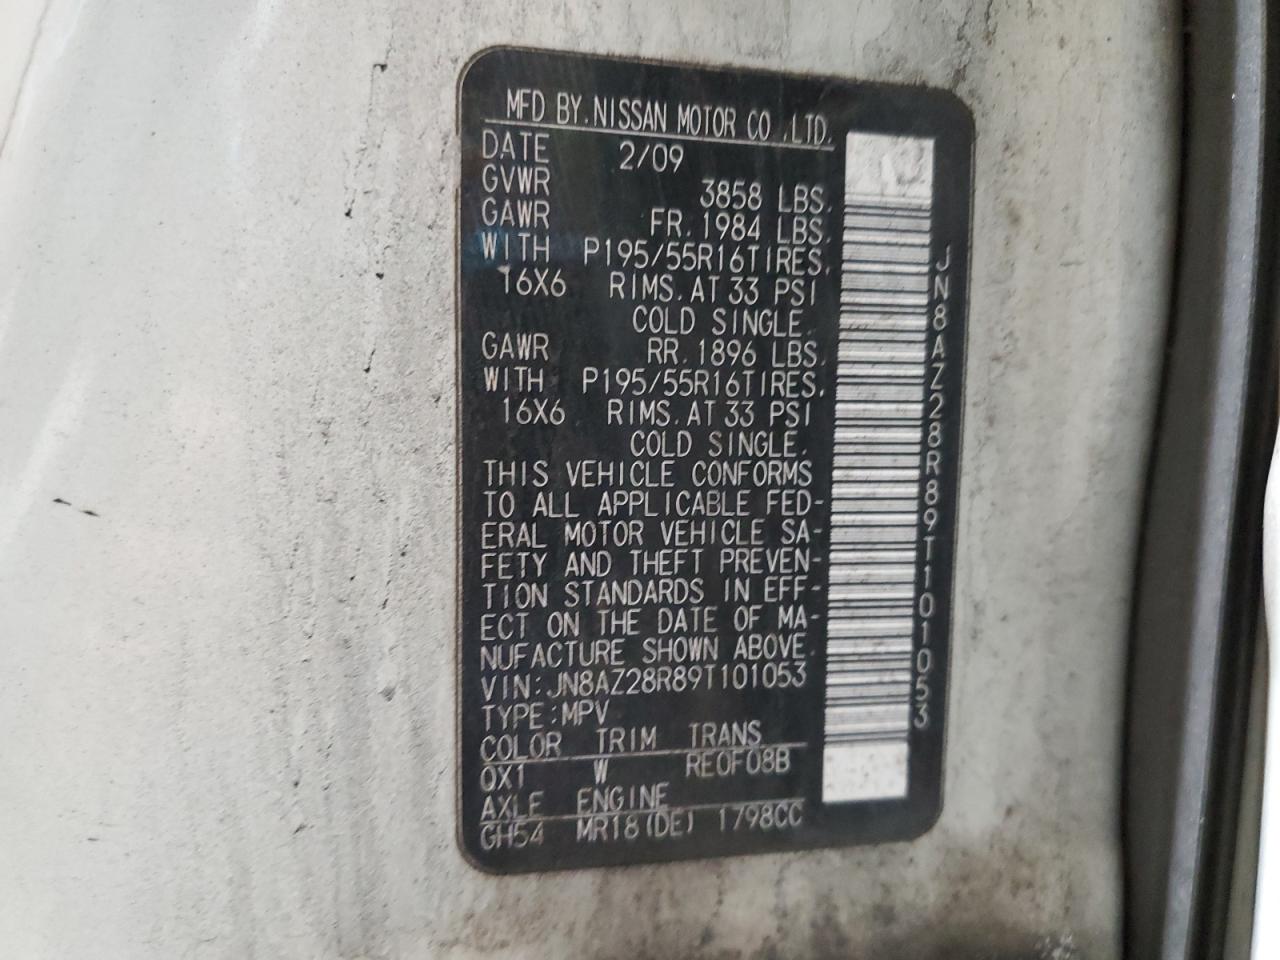 MFD BY.NISSAN MOTOR CO.,LTD.
DATE 2/09
GVWR 3858 LBS.
GAWR FR. 1984 LBS.
WITH P195/55R16TIRES.
16X6 RIMS. AT 33 PSI
COLD SINGLE.
GAWR RR. 1896 LBS.
WITH P195/55R16TIRES.
16X6 RIMS. AT 33 PSI
COLD SINGLE.
THIS VEHICLE CONFORMS
TO ALL APPLICABLE FED-
ERAL MOTOR VEHICLE SA-
FETY AND THEFT PREVEN-
TION STANDARDS IN EFF-
ECT ON THE DATE OF MA-
NUFACTURE SHOWN ABOVE.
VIN:JN8AZ28R89T101053
TYPE:MPV
COLOR TRIM TRANS
QX1 W RE0F08B
AXLE ENGINE
GH54 MR18(DE) 1798CC
JN8AZ28R89T101053